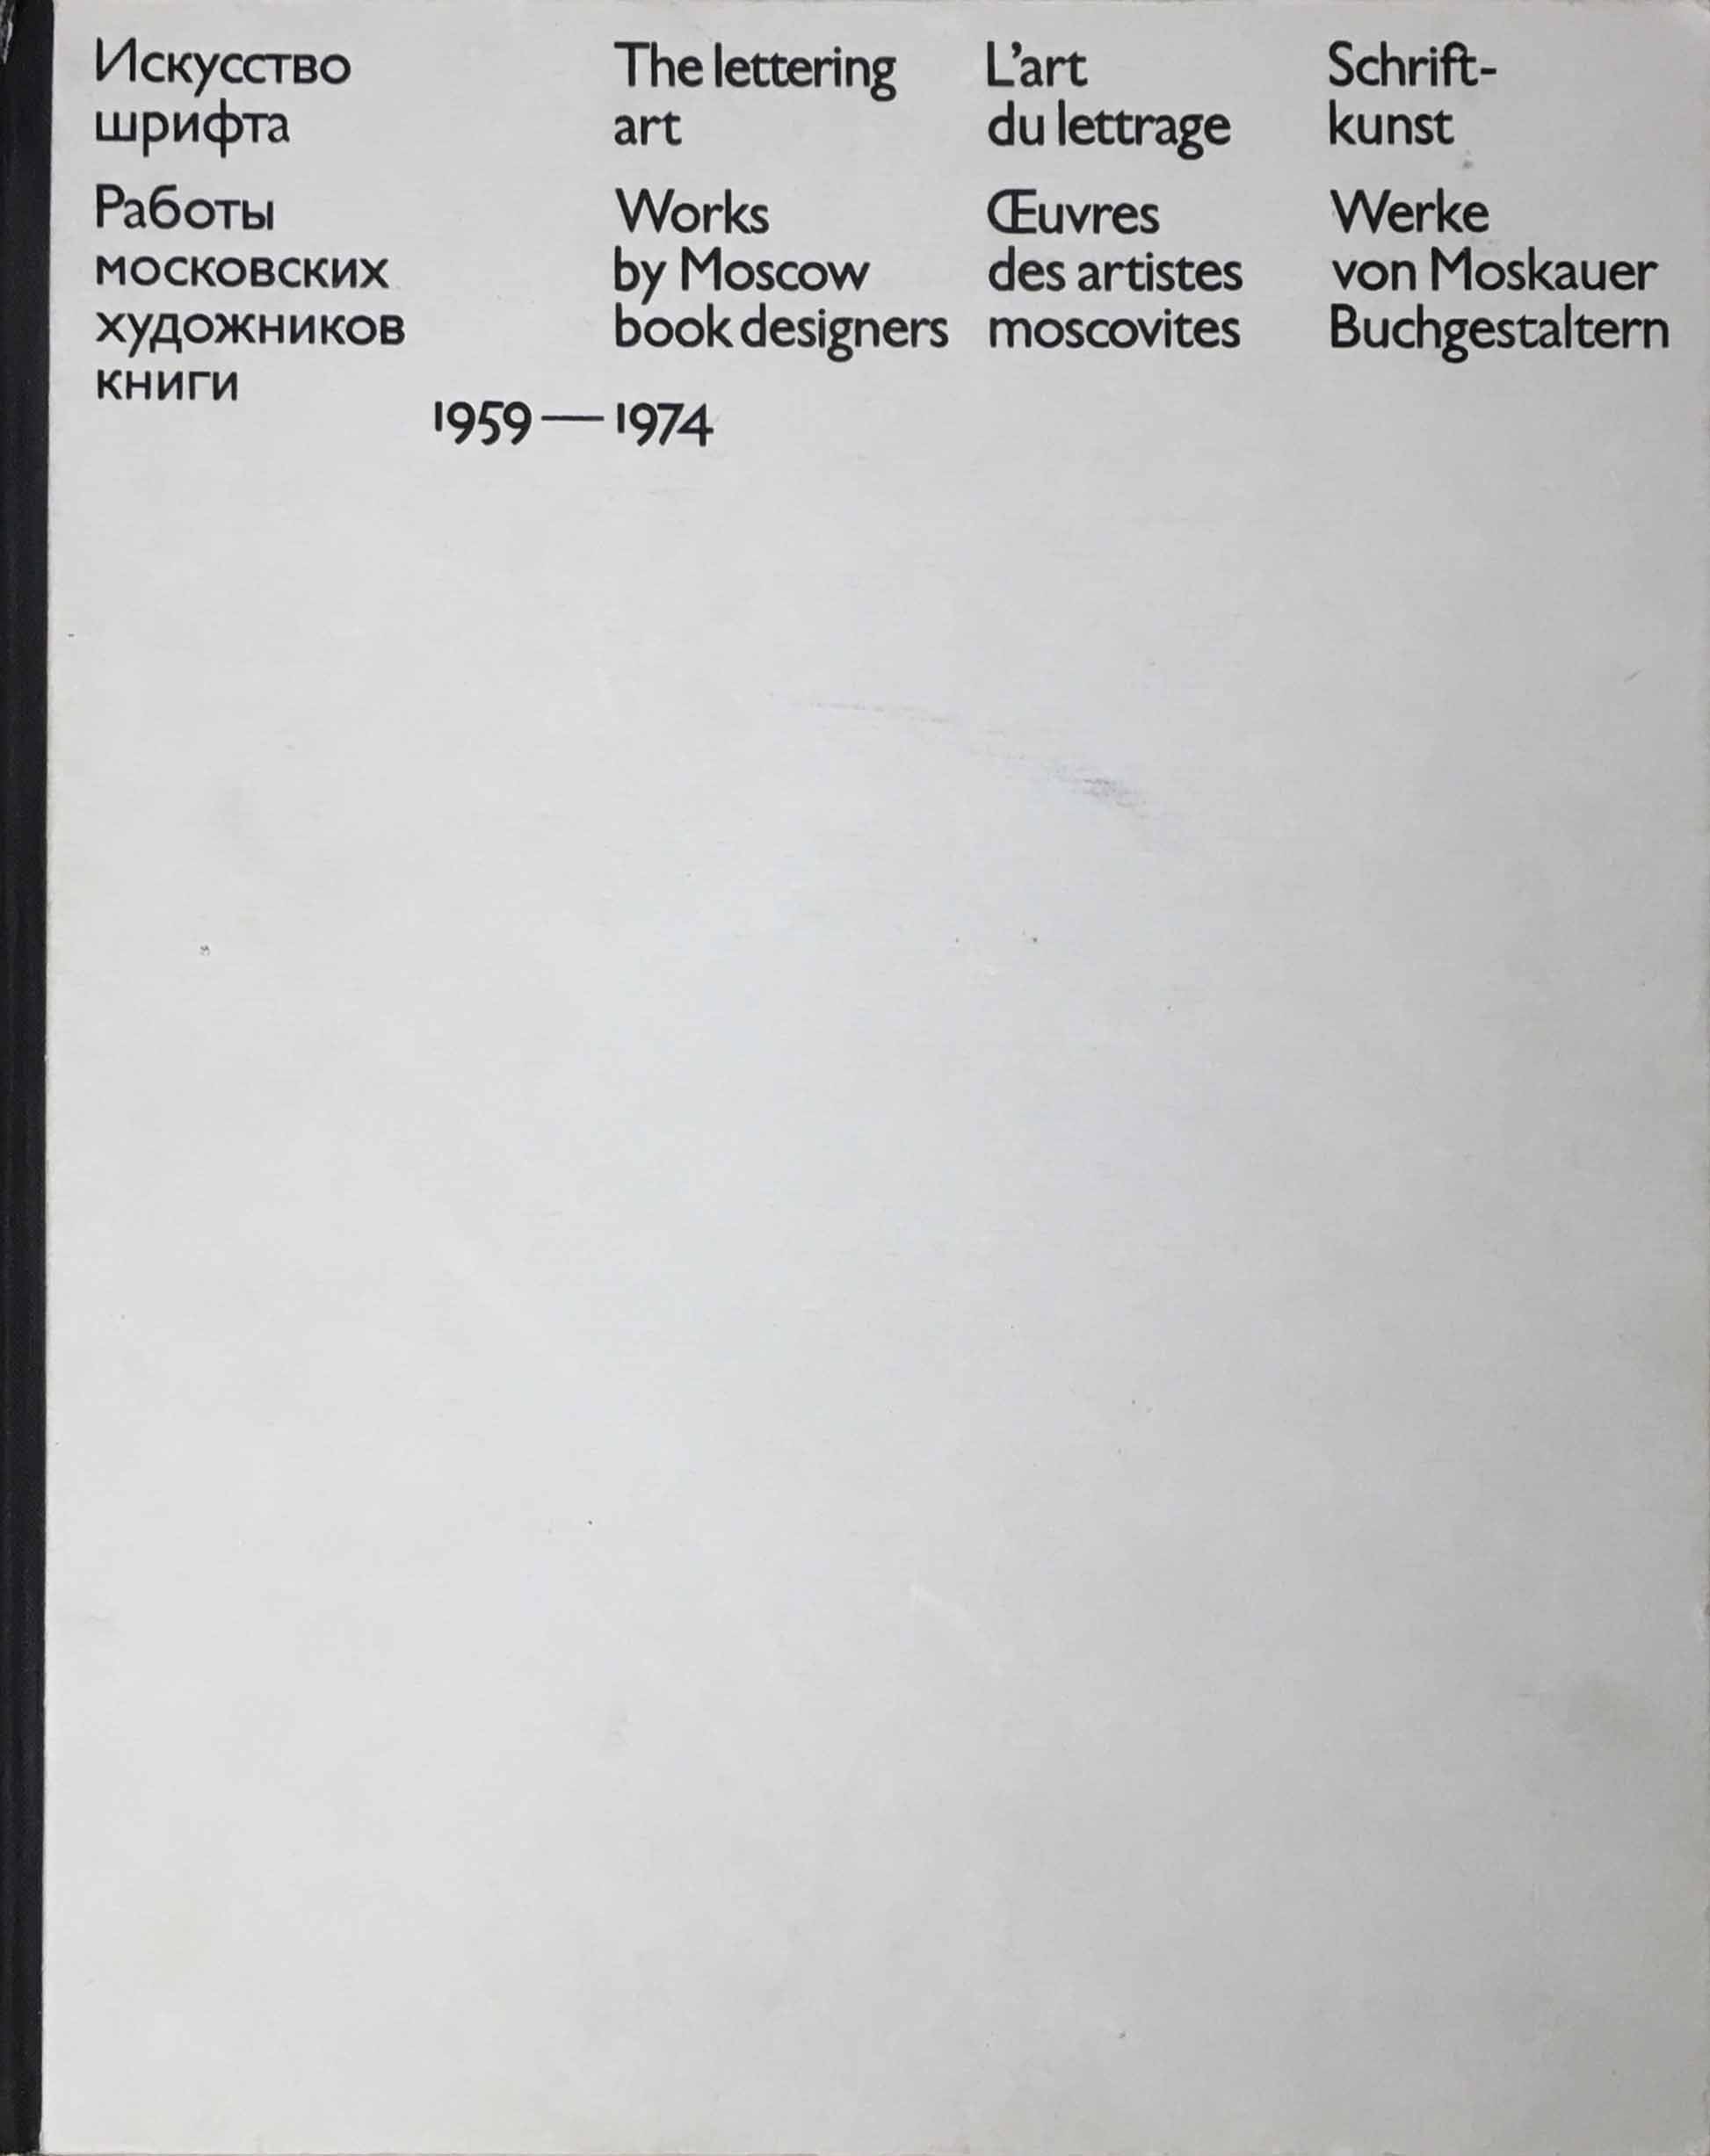 Искусство
шрифта
Работы
московских
художников
книги
The lettering
art
Works
by Moscow
book designers
L’art
du lettrage
Œuvres
des artistes
moscovites
Schrift-
kunst
Werke
von Moskauer
Buchgestaltern
1959 — 1974